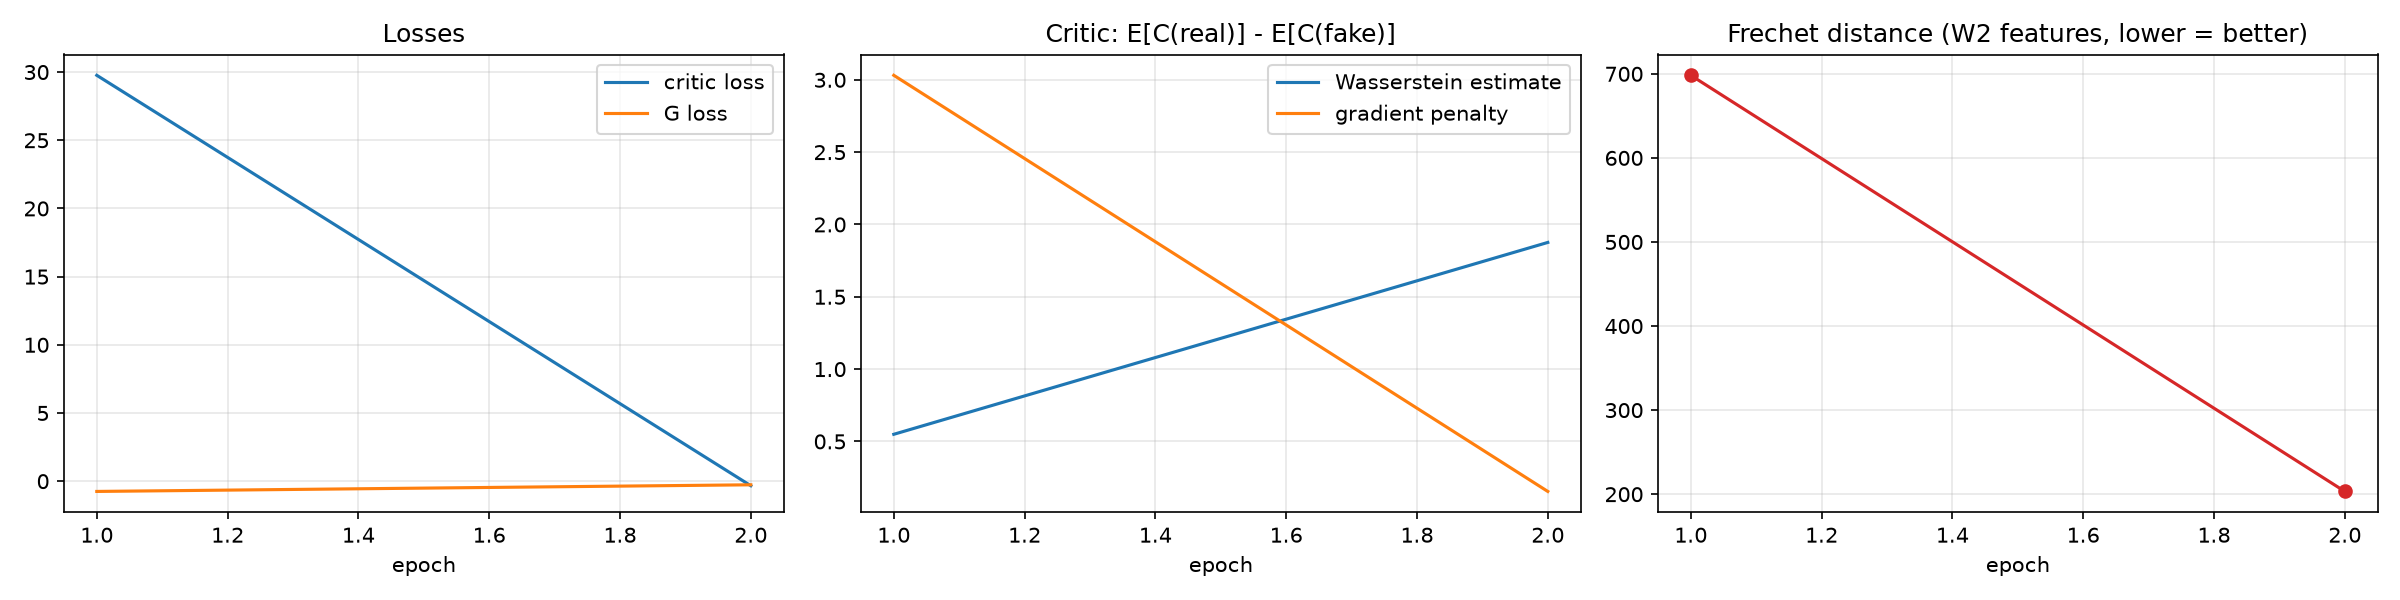 Losses
30
25
20
15
10
5
0
critic loss
G loss
1.0 1.2 1.4 1.6 1.8 2.0
epoch
Critic: E[C(real)] - E[C(fake)]
3.0
2.5
2.0
1.5
1.0
0.5
Wasserstein estimate
gradient penalty
1.0 1.2 1.4 1.6 1.8 2.0
epoch
Frechet distance (W2 features, lower = better)
700
600
500
400
300
200
1.0 1.2 1.4 1.6 1.8 2.0
epoch